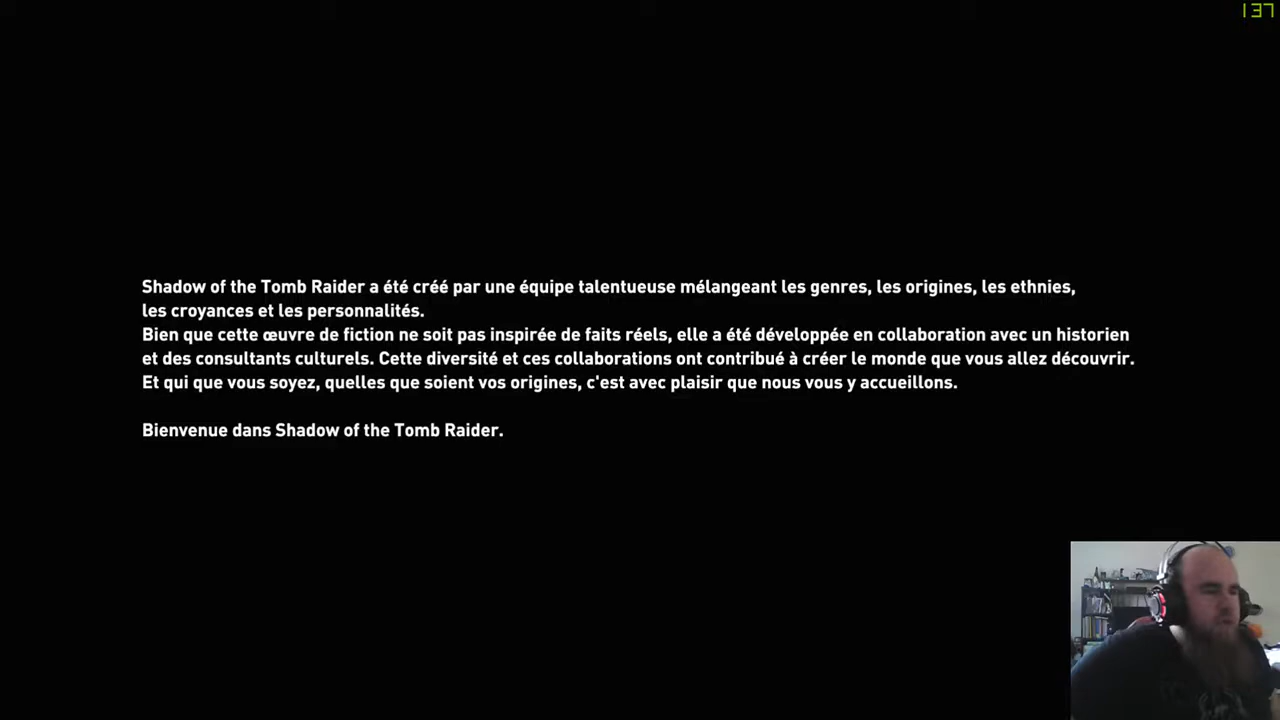 137
Shadow of the Tomb Raider a été créé par une équipe talentueuse mélangeant les genres, les origines, les ethnies,
les croyances et les personnalités.
Bien que cette œuvre de fiction ne soit pas inspirée de faits réels, elle a été développée en collaboration avec un historien
et des consultants culturels. Cette diversité et ces collaborations ont contribué à créer le monde que vous allez découvrir.
Et qui que vous soyez, quelles que soient vos origines, c'est avec plaisir que nous vous y accueillons.
Bienvenue dans Shadow of the Tomb Raider.